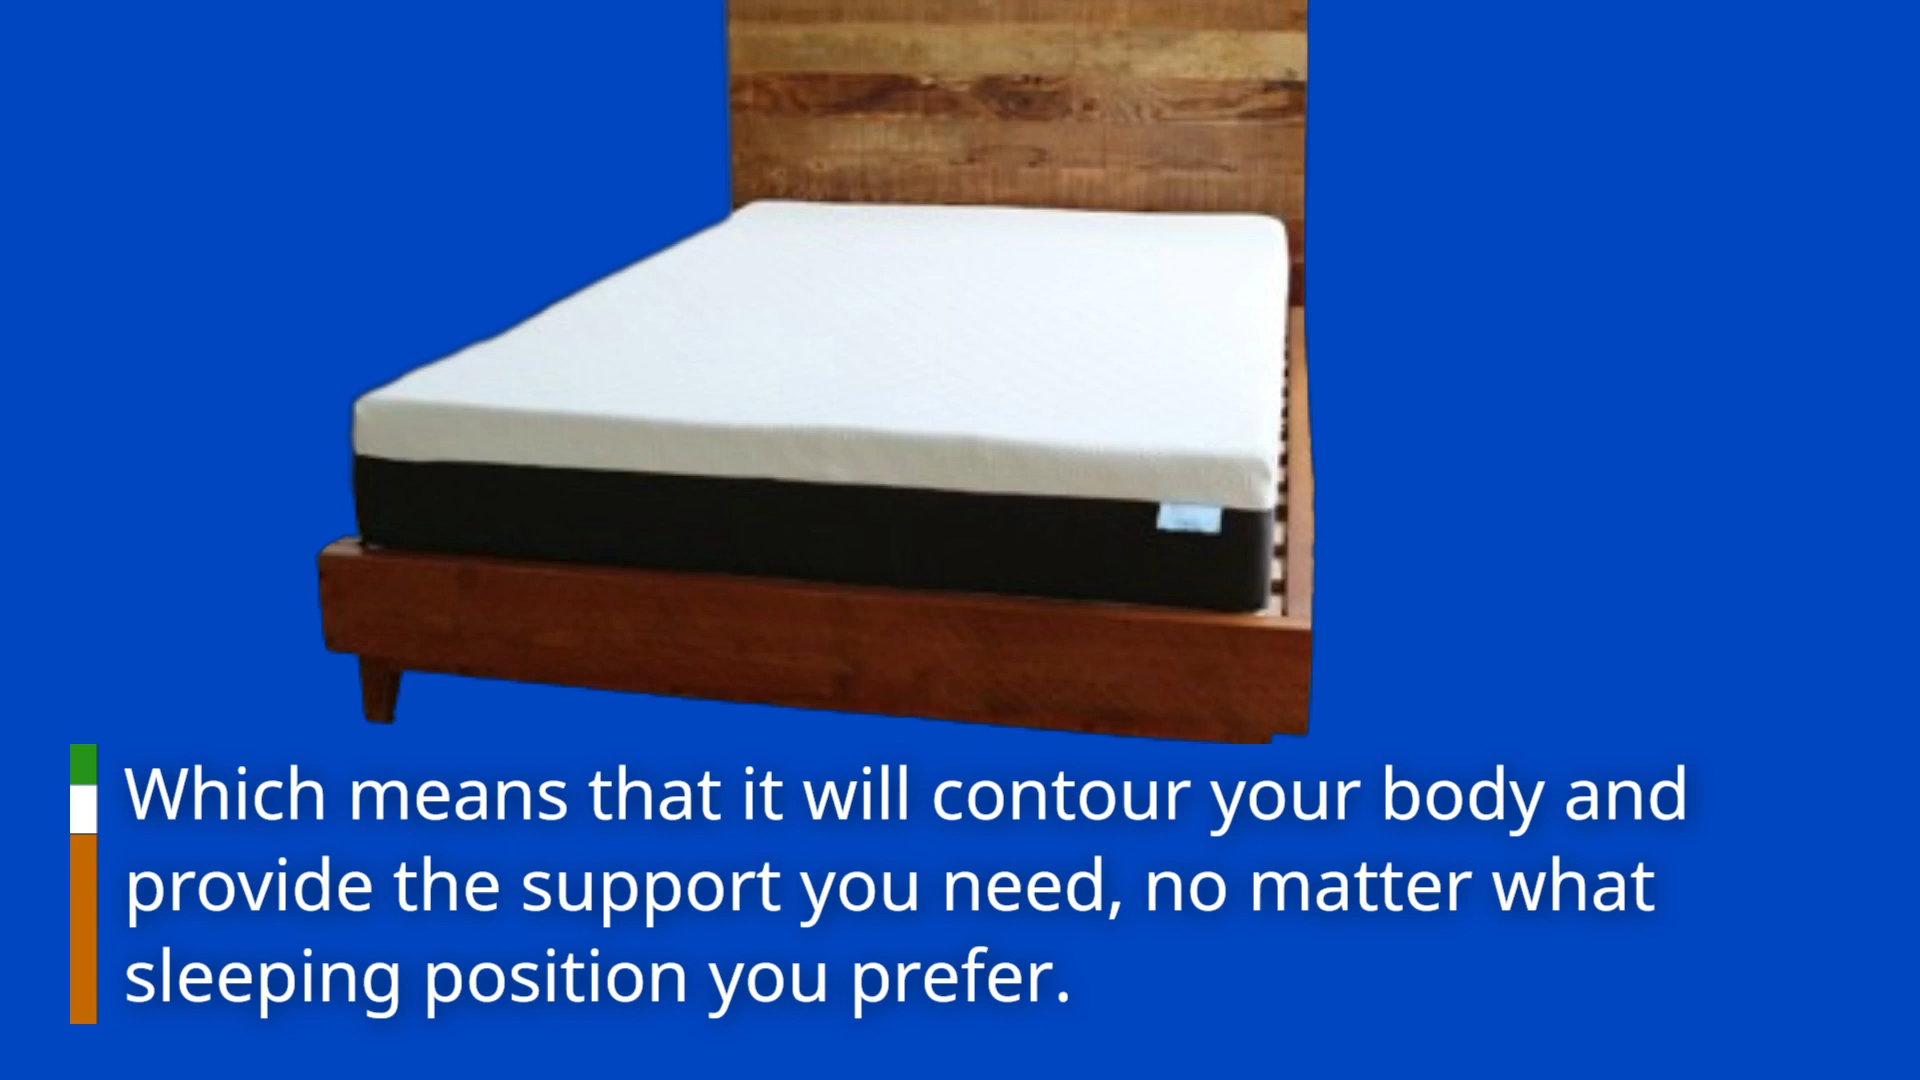 Which means that it will contour your body and
provide the support you need, no matter what
sleeping position you prefer.